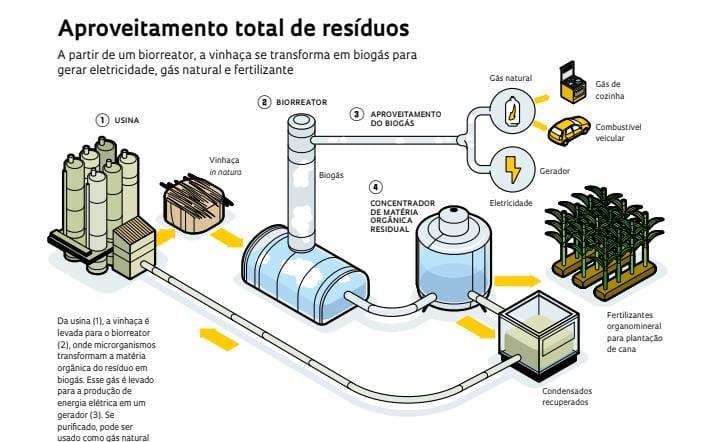 Aproveitamento total de resíduos
A partir de um biorreator, a vinhaça se transforma em biogás para
gerar eletricidade, gás natural e fertilizante
1 USINA
Vinhaça
in natura
2 BIORREATOR
Biogás
3 APROVEITAMENTO
DO BIOGÁS
Gás natural
Gás de
cozinha
Combustível
veicular
Gerador
Eletricidade
4
CONCENTRADOR
DE MATÉRIA
ORGÂNICA
RESIDUAL
Fertilizantes
organomineral
para plantação
de cana
Condensados
recuperados
Da usina (1), a vinhaça é
levada para o biorreator
(2), onde microrganismos
transformam a matéria
orgânica do resíduo em
biogás. Esse gás é levado
para a produção de
energia elétrica em um
gerador (3). Se
purificado, pode ser
usado como gás natural